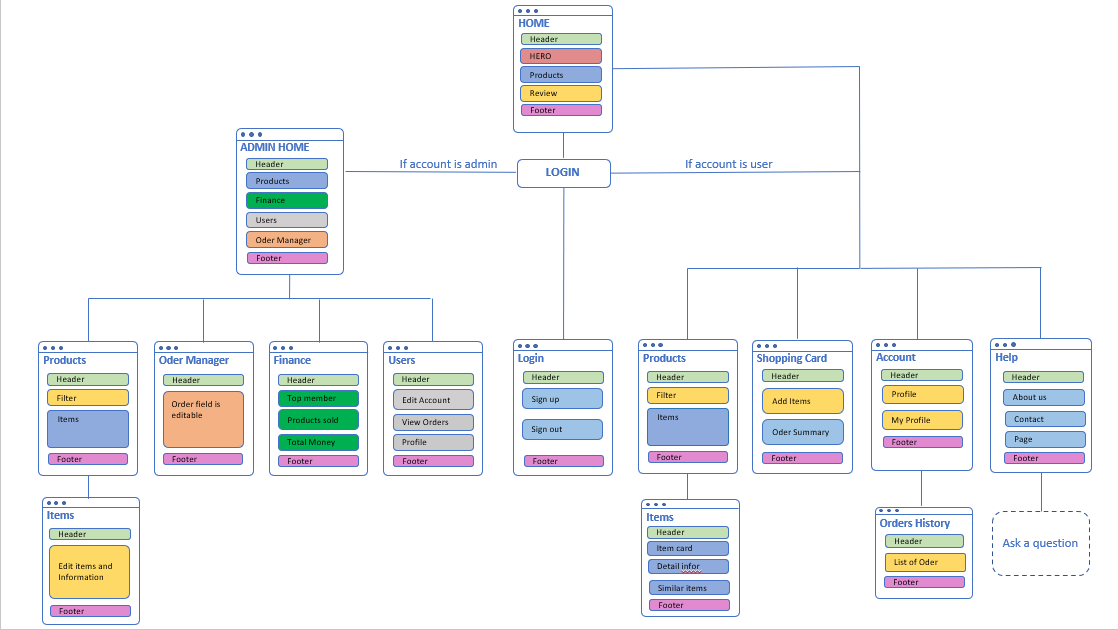 HOME
Header
HERO
Products
Review
Footer
ADMIN HOME
Header
Products
Finance
Users
Oder Manager
Footer
If account is admin
LOGIN
If account is user
Products
Header
Filter
Items
Footer
Oder Manager
Header
Order field is
editable
Footer
Finance
Header
Top member
Products sold
Total Money
Footer
Users
Header
Edit Account
View Orders
Profile
Footer
Login
Header
Sign up
Sign out
Footer
Products
Header
Filter
Items
Footer
Shopping Card
Header
Add Items
Oder Summary
Footer
Account
Header
Profile
My Profile
Footer
Help
Header
About us
Contact
Page
Footer
Items
Header
Edit items and
Information
Footer
Items
Header
Item card
Detail infor
Similar items
Footer
Orders History
Header
List of Oder
Footer
Ask a question